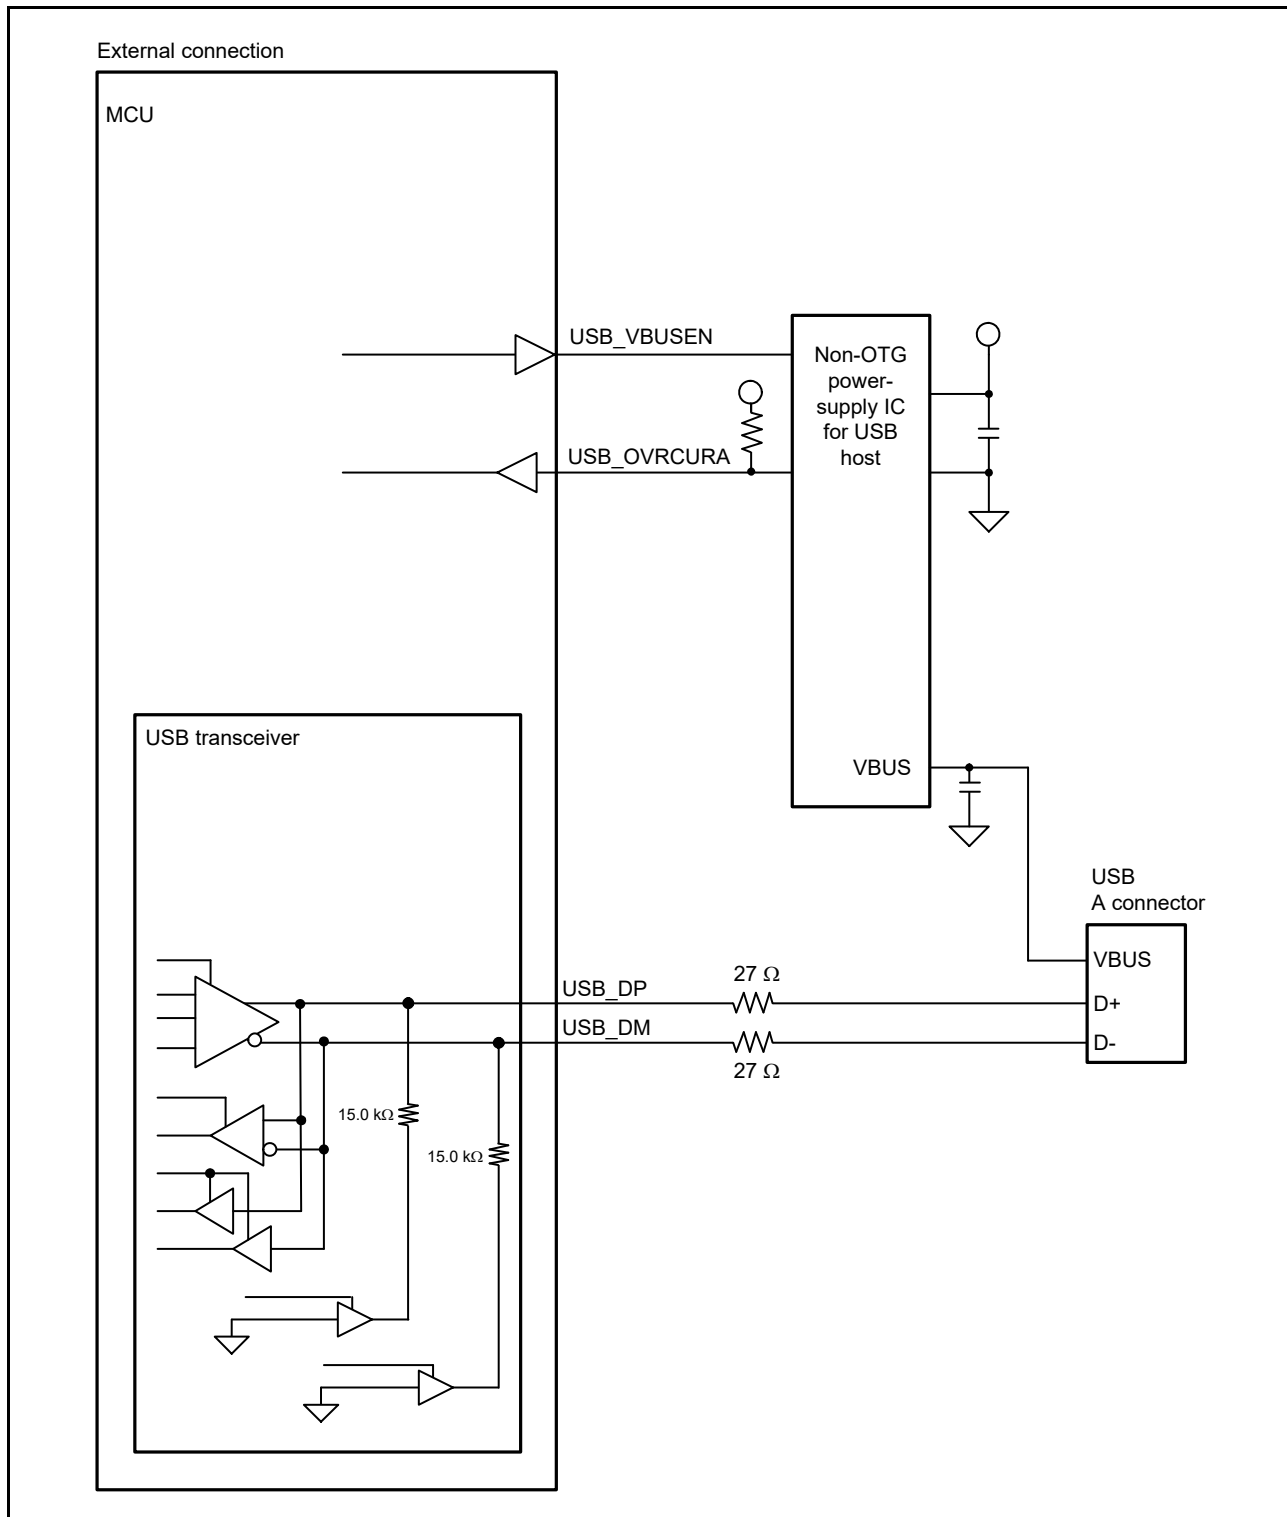 External connection
MCU
USB_VBUSEN
USB_OVRCURA
Non-OTG
power-
supply IC
for USB
host
USB transceiver
VBUS
USB
A connector
VBUS
27 Ω
USB_DP
D+
USB_DM
D-
27 Ω
15.0 kΩ
15.0 kΩ